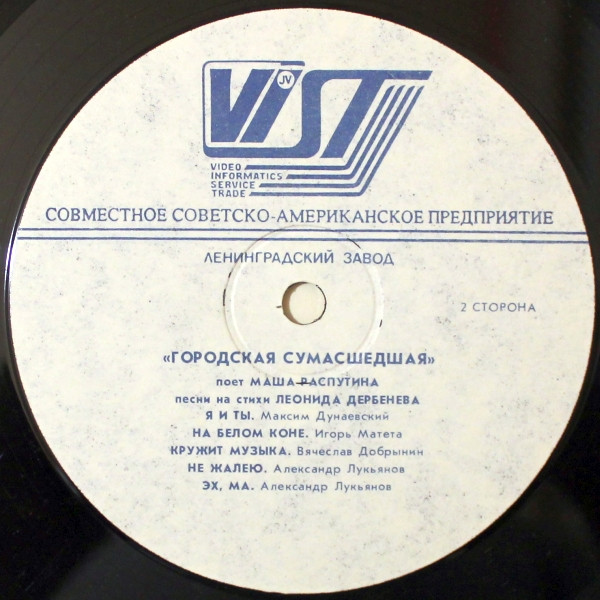 VIST
JV
VIDEO
INFORMATICS
SERVICE
TRADE
СОВМЕСТНОЕ СОВЕТСКО-АМЕРИКАНСКОЕ ПРЕДПРИЯТИЕ
ЛЕНИНГРАДСКИЙ ЗАВОД
2 СТОРОНА
«ГОРОДСКАЯ СУМАСШЕДШАЯ»
поет МАША РАСПУТИНА
песни на стихи ЛЕОНИДА ДЕРБЕНЕВА
Я И ТЫ. Максим Дунаевский
НА БЕЛОМ КОНЕ. Игорь Матета
КРУЖИТ МУЗЫКА. Вячеслав Добрынин
НЕ ЖАЛЕЮ. Александр Лукьянов
ЭХ, МА. Александр Лукьянов